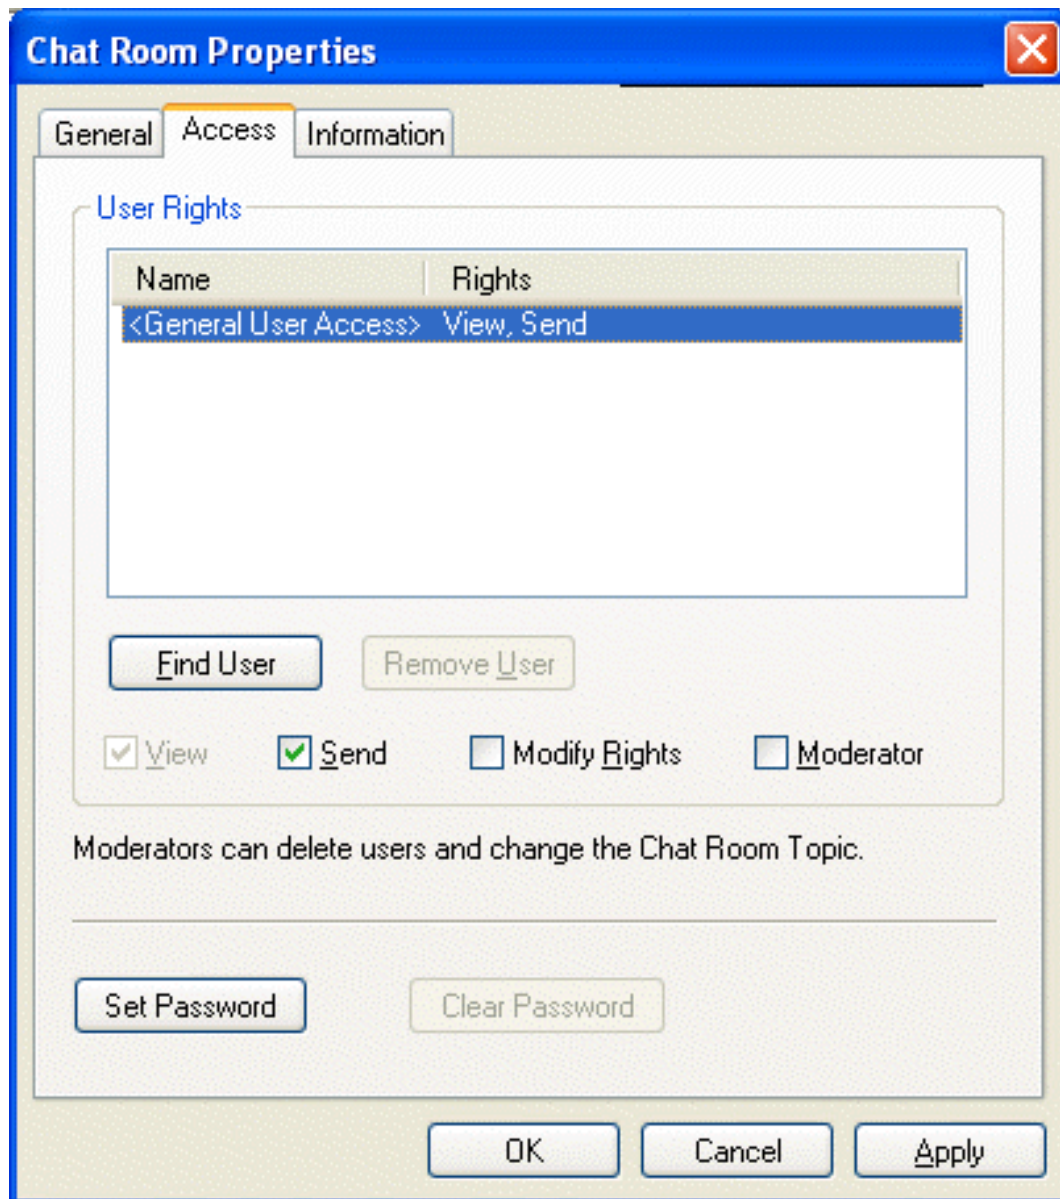 Chat Room Properties
General Access Information
User Rights
Name Rights
<General User Access> View, Send
Find User Remove User
View Send Modify Rights Moderator
Moderators can delete users and change the Chat Room Topic.
Set Password Clear Password
OK Cancel Apply